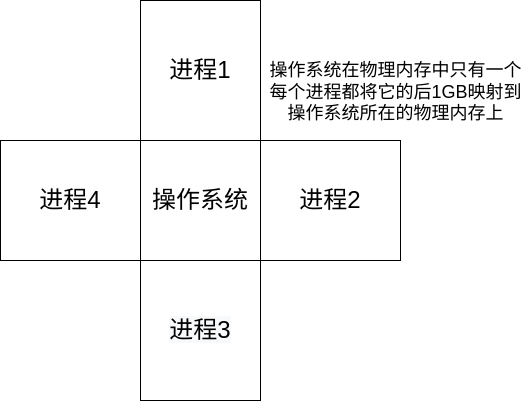 进程1
操作系统在物理内存中只有一个
每个进程都将它的后1GB映射到
操作系统所在的物理内存上
进程4
操作系统
进程2
进程3